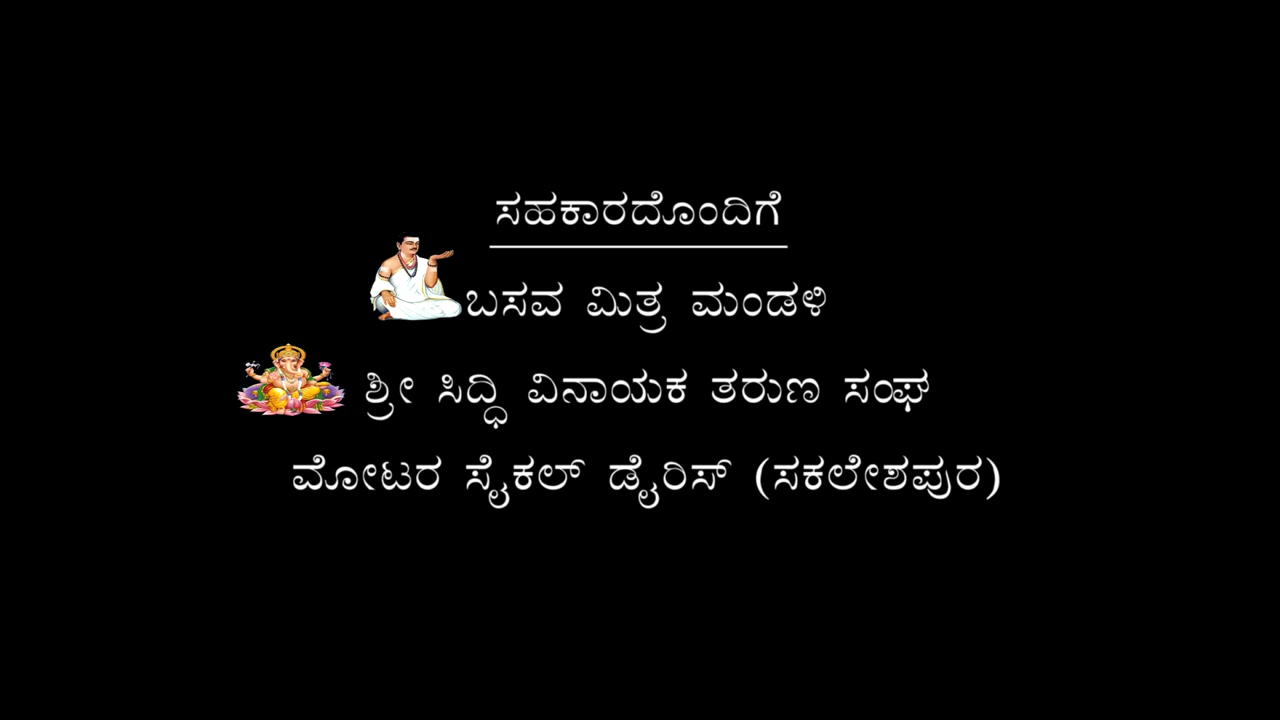 ಸಹಕಾರದೊಂದಿಗೆ
ಬಸವ ಮಿತ್ರ ಮಂಡಳಿ
ಶ್ರೀ ಸಿದ್ಧಿ ವಿನಾಯಕ ತರುಣ ಸಂಘ
ಮೋಟರ ಸೈಕಲ್ ಡೈರಿಸ್ (ಸಕಲೇಶಪುರ)